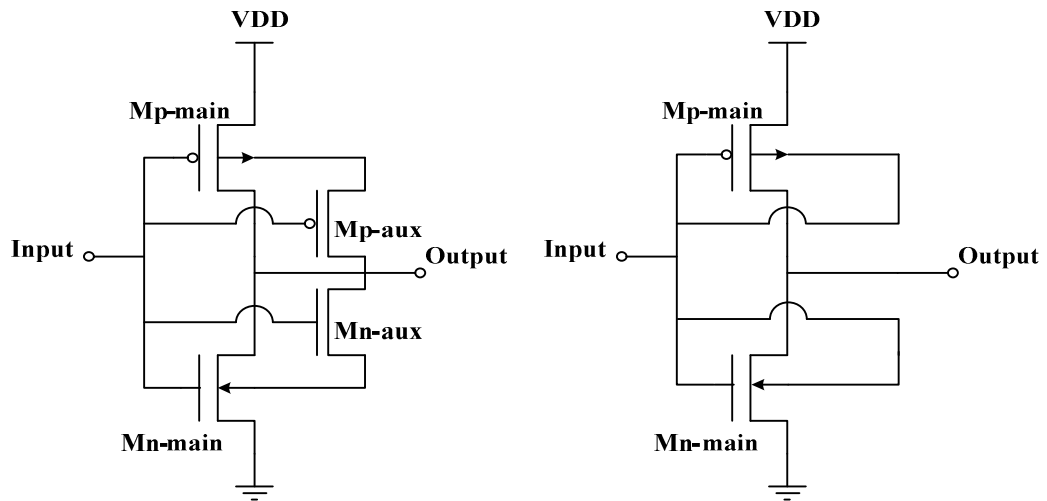 VDD
Mp-main
Mp-aux
Input
Output
Mn-aux
Mn-main
VDD
Mp-main
Input
Output
Mn-main